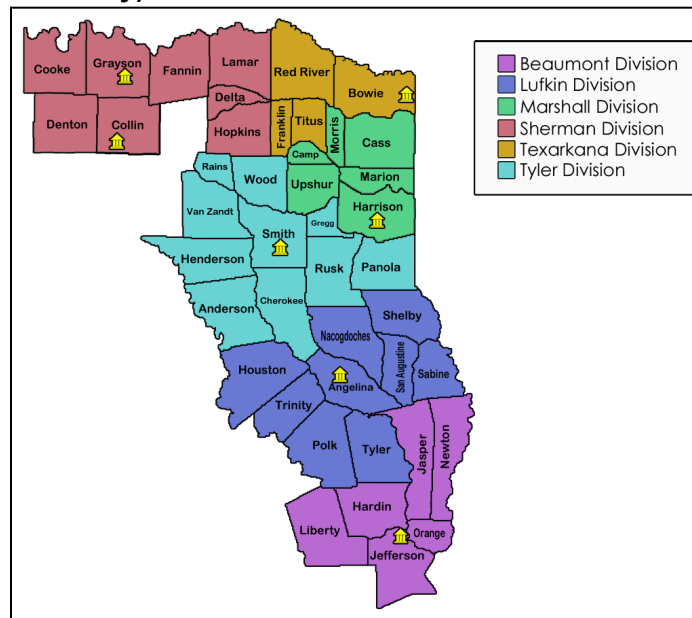 Beaumont Division
Lufkin Division
Marshall Division
Sherman Division
Texarkana Division
Tyler Division
Cooke
Grayson
Fannin
Lamar
Red River
Bowie
Delta
Denton
Collin
Hopkins
Franklin
Titus
Morris
Cass
Camp
Rains
Wood
Upshur
Marion
Van Zandt
Harrison
Smith
Gregg
Henderson
Rusk
Panola
Anderson
Cherokee
Shelby
Nacogdoches
Houston
San Augustine
Sabine
Angelina
Trinity
Polk
Tyler
Jasper
Newton
Hardin
Liberty
Orange
Jefferson